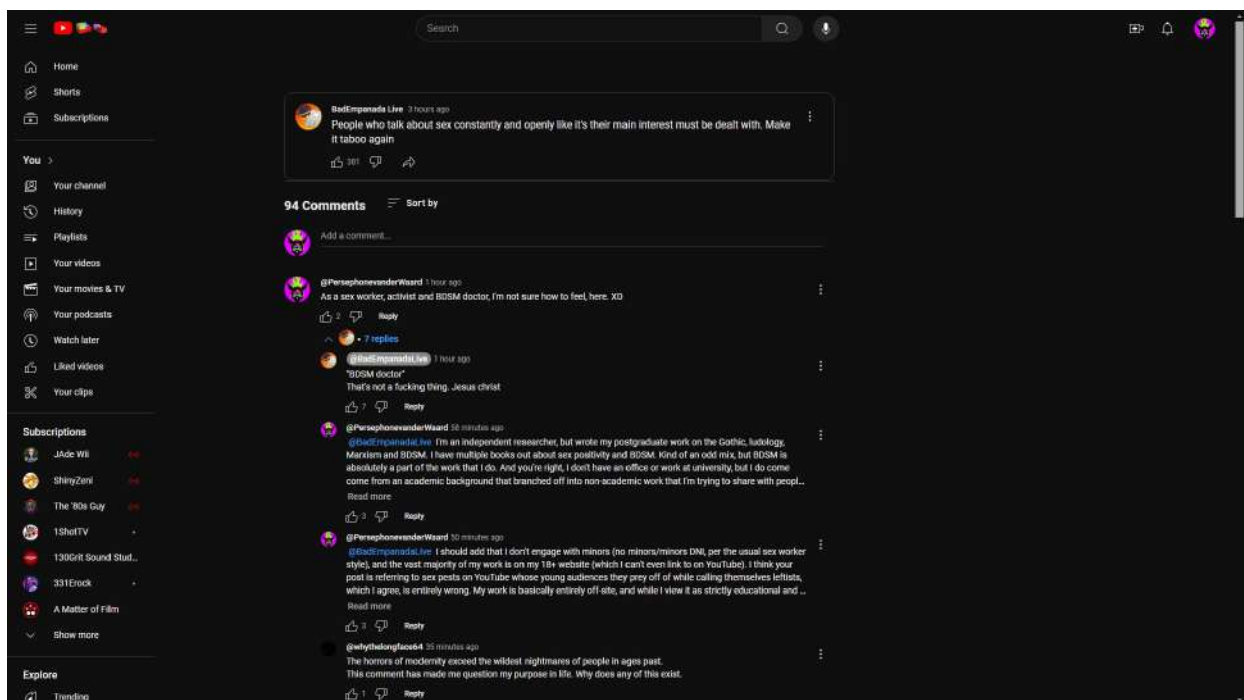 Search
Home
Shorts
Subscriptions
You
Your channel
History
Playlists
Your videos
Your movies & TV
Your podcasts
Watch later
Liked videos
Your clips
Subscriptions
JAde Wii
ShinyZeni
The '80s Guy
1ShotTV
130Grit Sound Stud...
331Erock
A Matter of Film
Show more
Explore
Trending
BadEmpanada Live 3 hours ago
People who talk about sex constantly and openly like it's their main interest must be dealt with. Make
it taboo again
94 Comments
Sort by
Add a comment...
@PersephonevanderWaard 1 hour ago
As a sex worker, activist and BDSM doctor, I'm not sure how to feel, here. XD
2 Reply
7 replies
@BadEmpanadaLive 1 hour ago
"BDSM doctor"
That's not a fucking thing. Jesus christ
7 Reply
@PersephonevanderWaard 58 minutes ago
@BadEmpanadaLive I'm an independent researcher, but wrote my postgraduate work on the Gothic, ludology,
Marxism and BDSM. I have multiple books out about sex positivity and BDSM. Kind of an odd mix, but BDSM is
absolutely a part of the work that I do. And you're right, I don't have an office or work at university, but I do come
come from an academic background that branched off into non-academic work that I'm trying to share with peopl...
Read more
3 Reply
@PersephonevanderWaard 50 minutes ago
@BadEmpanadaLive I should add that I don't engage with minors (no minors/minors DNI, per the usual sex worker
style), and the vast majority of my work is on my 18+ website (which I can't even link to on YouTube). I think your
post is referring to sex pests on YouTube whose young audiences they prey off of while calling themselves leftists,
which I agree, is entirely wrong. My work is basically entirely off-site, and while I view it as strictly educational and ...
Read more
3 Reply
@whythelongface64 35 minutes ago
The horrors of modernity exceed the wildest nightmares of people in ages past.
This comment has made me question my purpose in life. Why does any of this exist.
1 Reply